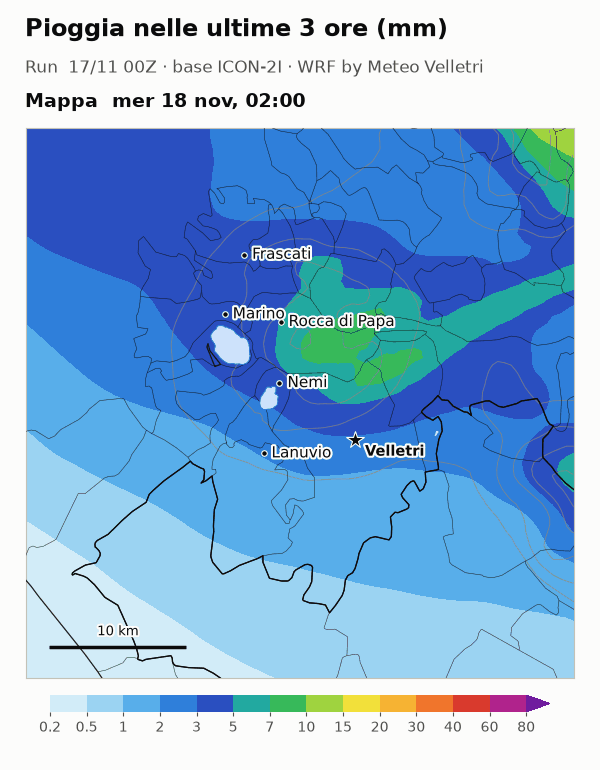 Pioggia nelle ultime 3 ore (mm)
Run  17/11 00Z · base ICON-2I · WRF by Meteo Velletri
Mappa  mer 18 nov, 02:00
Frascati
Marino
Rocca di Papa
Nemi
Velletri
Lanuvio
10 km
0.2 0.5 1 2 3 5 7 10 15 20 30 40 60 80